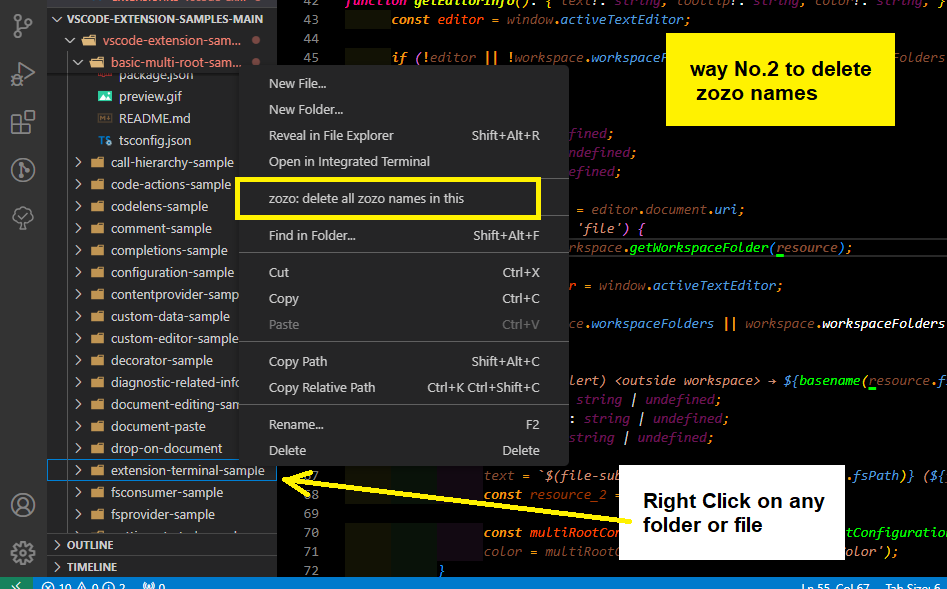 VSCODE-EXTENSION-SAMPLES-MAIN
vscode-extension-sam...
basic-multi-root-sam...
package.json
preview.gif
README.md
tsconfig.json
call-hierarchy-sample
code-actions-sample
codelens-sample
comment-sample
completions-sample
configuration-sample
contentprovider-samp
custom-data-sample
custom-editor-sample
decorator-sample
diagnostic-related-info
document-editing-sam
document-paste
drop-on-document
extension-terminal-sample
fsconsumer-sample
fsprovider-sample
OUTLINE
TIMELINE
New File...
New Folder...
Reveal in File Explorer Shift+Alt+R
Open in Integrated Terminal
zozo: delete all zozo names in this
Find in Folder... Shift+Alt+F
Cut Ctrl+X
Copy Ctrl+C
Paste Ctrl+V
Copy Path Shift+Alt+C
Copy Relative Path Ctrl+K Ctrl+Shift+C
Rename... F2
Delete Delete
42 function getEditorInfo(): { text?: string; tooltip?: string; color?: string; }
43 const editor = window.activeTextEditor;
44
45 if (!editor || !workspace.workspaceF
Folders
fined;
ndefined;
efined;
= editor.document.uri;
'file') {
kspace.getWorkspaceFolder(resource);
r = window.activeTextEditor;
ce.workspaceFolders || workspace.workspaceFolders
lert) <outside workspace> → ${basename(resource.f
string | undefined;
: string | undefined;
string | undefined;
text = `$(file-sub
.fsPath)} (${
68 const resource_2 =
69
70 const multiRootCon
tConfiguration
71 color = multiRootC
olor');
72 }
way No.2 to delete
zozo names
Right Click on any
folder or file
10 0 2 0
Ln 55, Col 67 Tab Size: 6